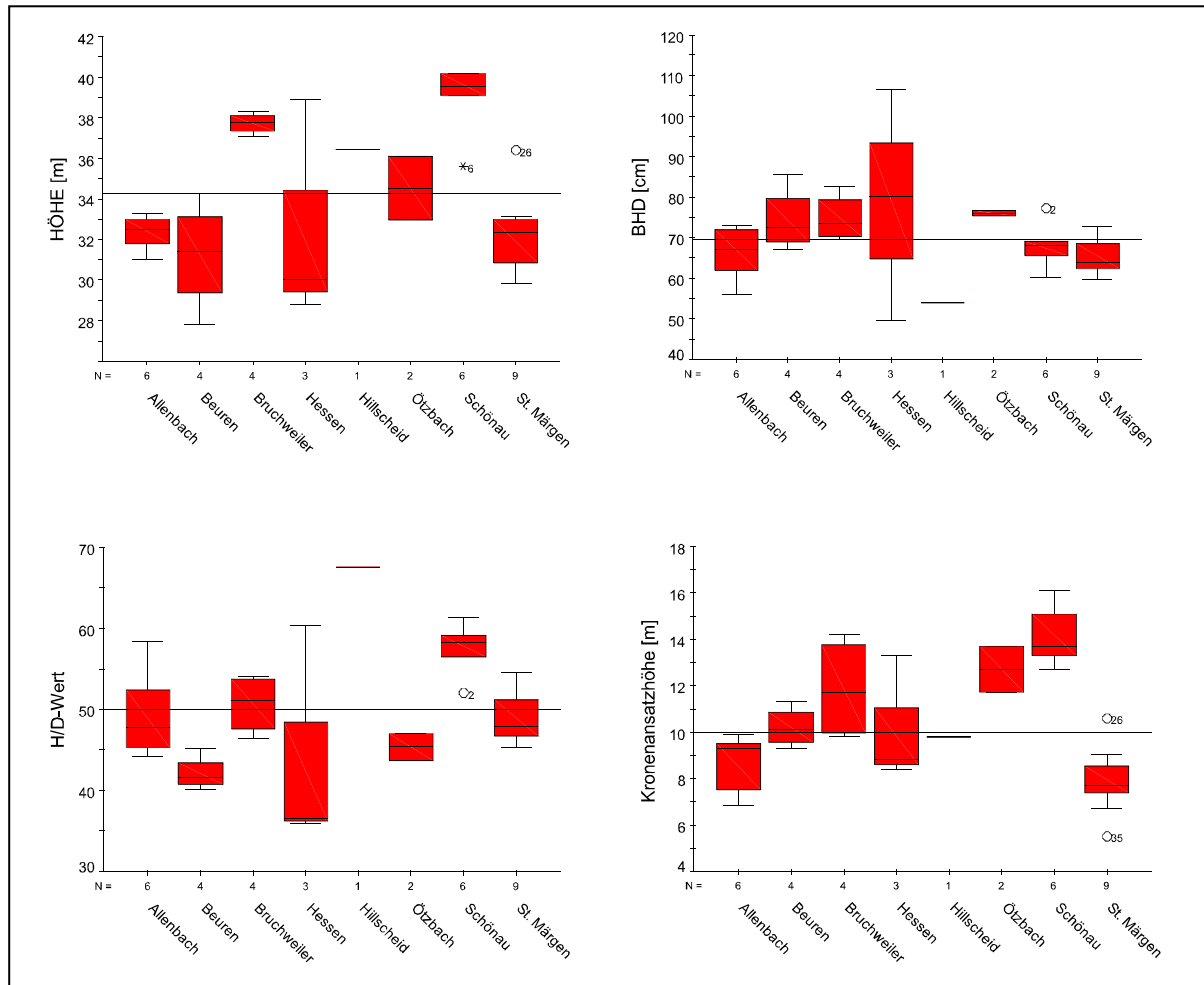 HÖHE [m]
42
40
38
36
34
32
30
28
6
26
N = 6 4 4 3 1 2 6 9
Allenbach
Beuren
Bruchweiler
Hessen
Hillscheid
Ötzbach
Schönau
St. Märgen
BHD [cm]
120
110
100
90
80
70
60
50
40
2
N = 6 4 4 3 1 2 6 9
Allenbach
Beuren
Bruchweiler
Hessen
Hillscheid
Ötzbach
Schönau
St. Märgen
H/D-Wert
70
60
50
40
30
2
N = 6 4 4 3 1 2 6 9
Allenbach
Beuren
Bruchweiler
Hessen
Hillscheid
Ötzbach
Schönau
St. Märgen
Kronenansatzhöhe [m]
18
16
14
12
10
8
6
4
26
35
N = 6 4 4 3 1 2 6 9
Allenbach
Beuren
Bruchweiler
Hessen
Hillscheid
Ötzbach
Schönau
St. Märgen